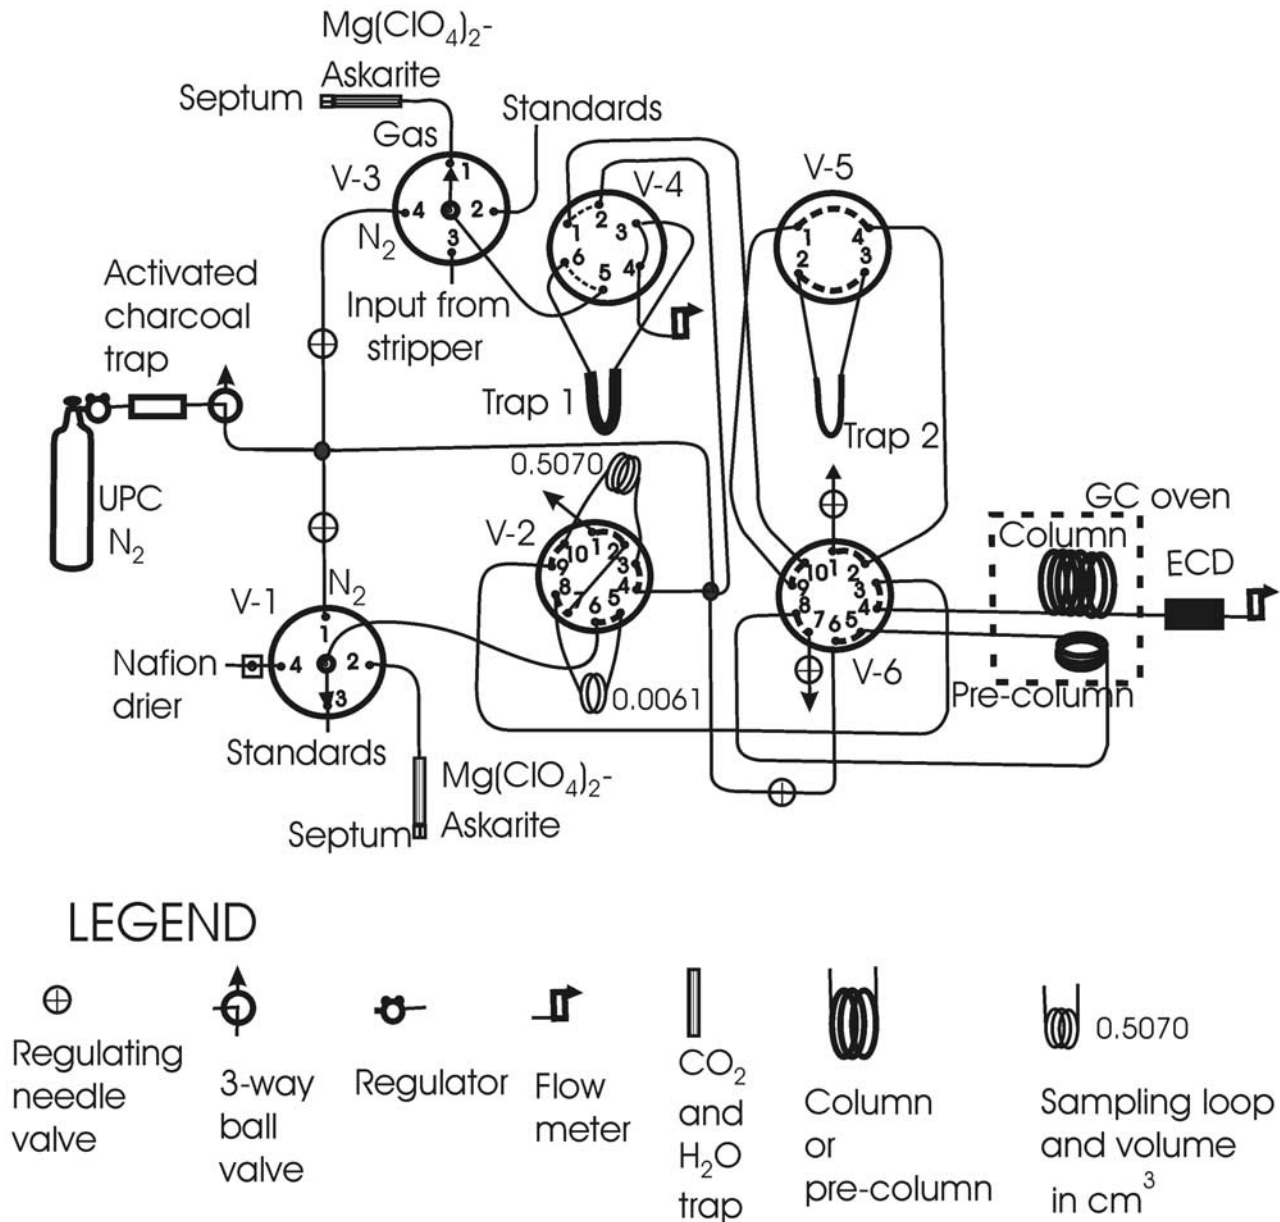 Mg(ClO4)2-
Askarite
Septum
Standards
Gas
V-3
1
4
2
3
N2
Input from
stripper
V-4
1
2
3
6
5
4
V-5
1
4
2
3
Activated
charcoal
trap
Trap 1
Trap 2
UPC
N2
0.5070
V-2
10
1
2
9
3
8
4
7
6
5
0.0061
GC oven
Column
ECD
Pre-column
V-6
10
1
2
9
3
8
4
7
6
5
V-1
N2
1
4
2
3
Nafion
drier
Standards
Mg(ClO4)2-
Askarite
Septum
LEGEND
Regulating
needle
valve
3-way
ball
valve
Regulator
Flow
meter
CO2
and
H2O
trap
Column
or
pre-column
0.5070
Sampling loop
and volume
in cm3